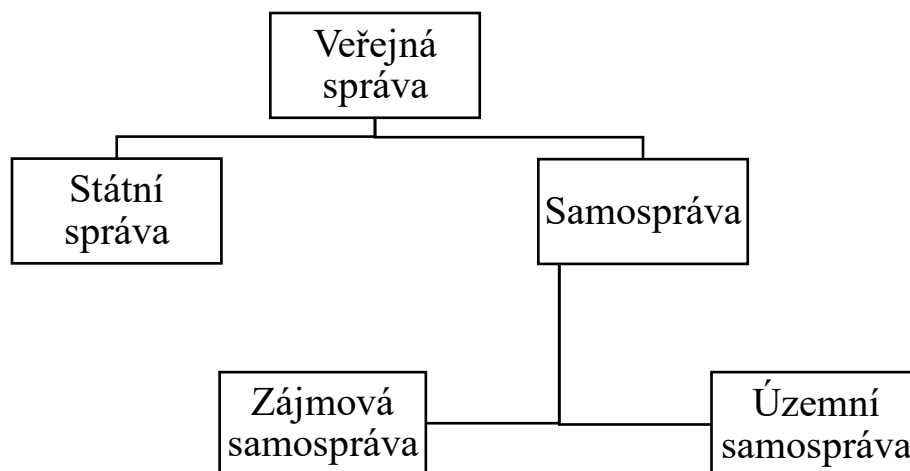 Veřejná
správa
Státní
správa
Samospráva
Zájmová
samospráva
Územní
samospráva